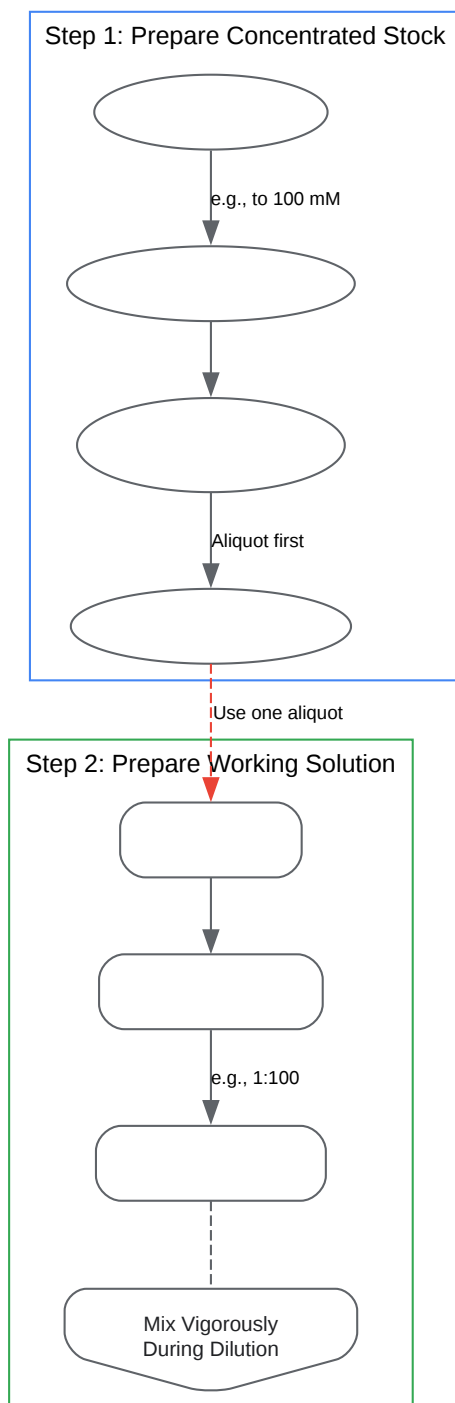 Step 1: Prepare Concentrated Stock
e.g., to 100 mM
Aliquot first
Use one aliquot
Step 2: Prepare Working Solution
e.g., 1:100
Mix Vigorously
During Dilution